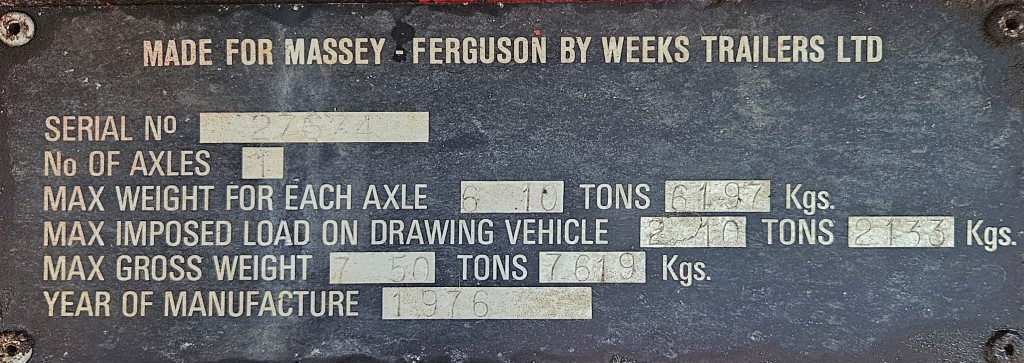 MADE FOR MASSEY - FERGUSON BY WEEKS TRAILERS LTD
SERIAL No
No OF AXLES 1
MAX WEIGHT FOR EACH AXLE 6 10 TONS 6197 Kgs.
MAX IMPOSED LOAD ON DRAWING VEHICLE 2 10 TONS 2133 Kgs.
MAX GROSS WEIGHT 7 50 TONS 7619 Kgs.
YEAR OF MANUFACTURE 1976